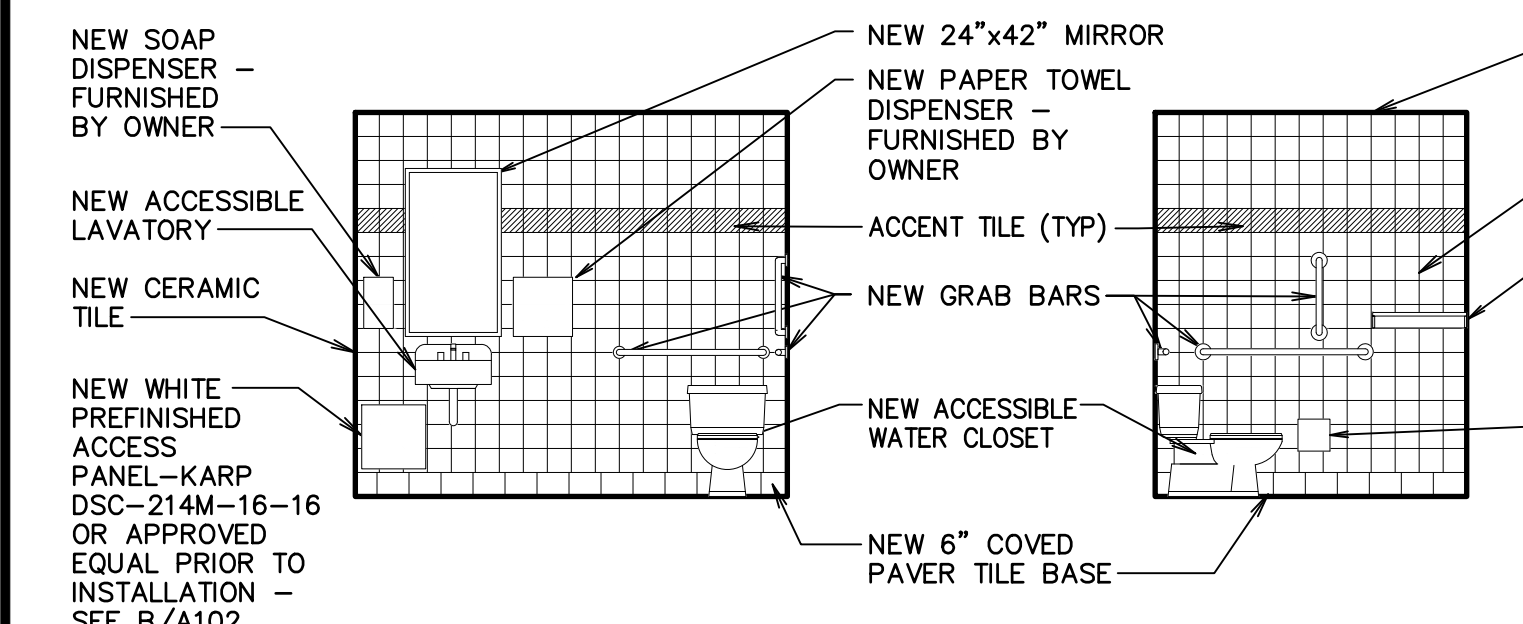 NEW SOAP
DISPENSER –
FURNISHED
BY OWNER
NEW ACCESSIBLE
LAVATORY
NEW CERAMIC
TILE
NEW WHITE
PREFINISHED
ACCESS
PANEL–KARP
DSC–214M–16–16
OR APPROVED
EQUAL PRIOR TO
INSTALLATION –
SEE B/A102
NEW 24”x42” MIRROR
NEW PAPER TOWEL
DISPENSER –
FURNISHED BY
OWNER
ACCENT TILE (TYP)
NEW GRAB BARS
NEW ACCESSIBLE
WATER CLOSET
NEW 6” COVED
PAVER TILE BASE